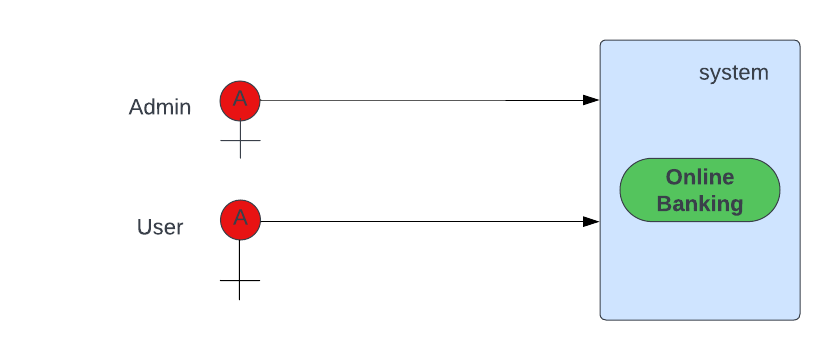 system
Admin
A
Online
Banking
User
A